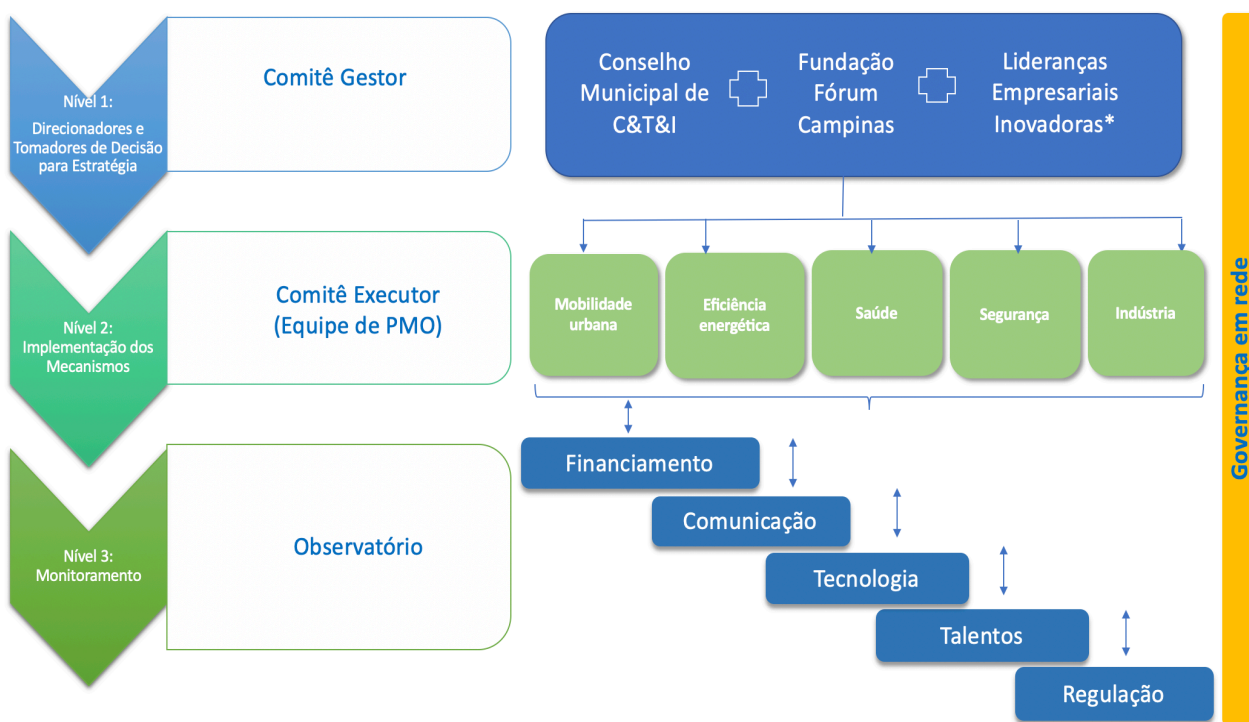 Nível 1:
Direcionadores e
Tomadores de Decisão
para Estratégia
Comitê Gestor
Conselho
Municipal de
C&T&I
Fundação
Fórum
Campinas
Lideranças
Empresariais
Inovadoras*
Nível 2:
Implementação dos
Mecanismos
Comitê Executor
(Equipe de PMO)
Mobilidade
urbana
Eficiência
energética
Saúde
Segurança
Indústria
Nível 3:
Monitoramento
Observatório
Financiamento
Comunicação
Tecnologia
Talentos
Regulação
Governança em rede